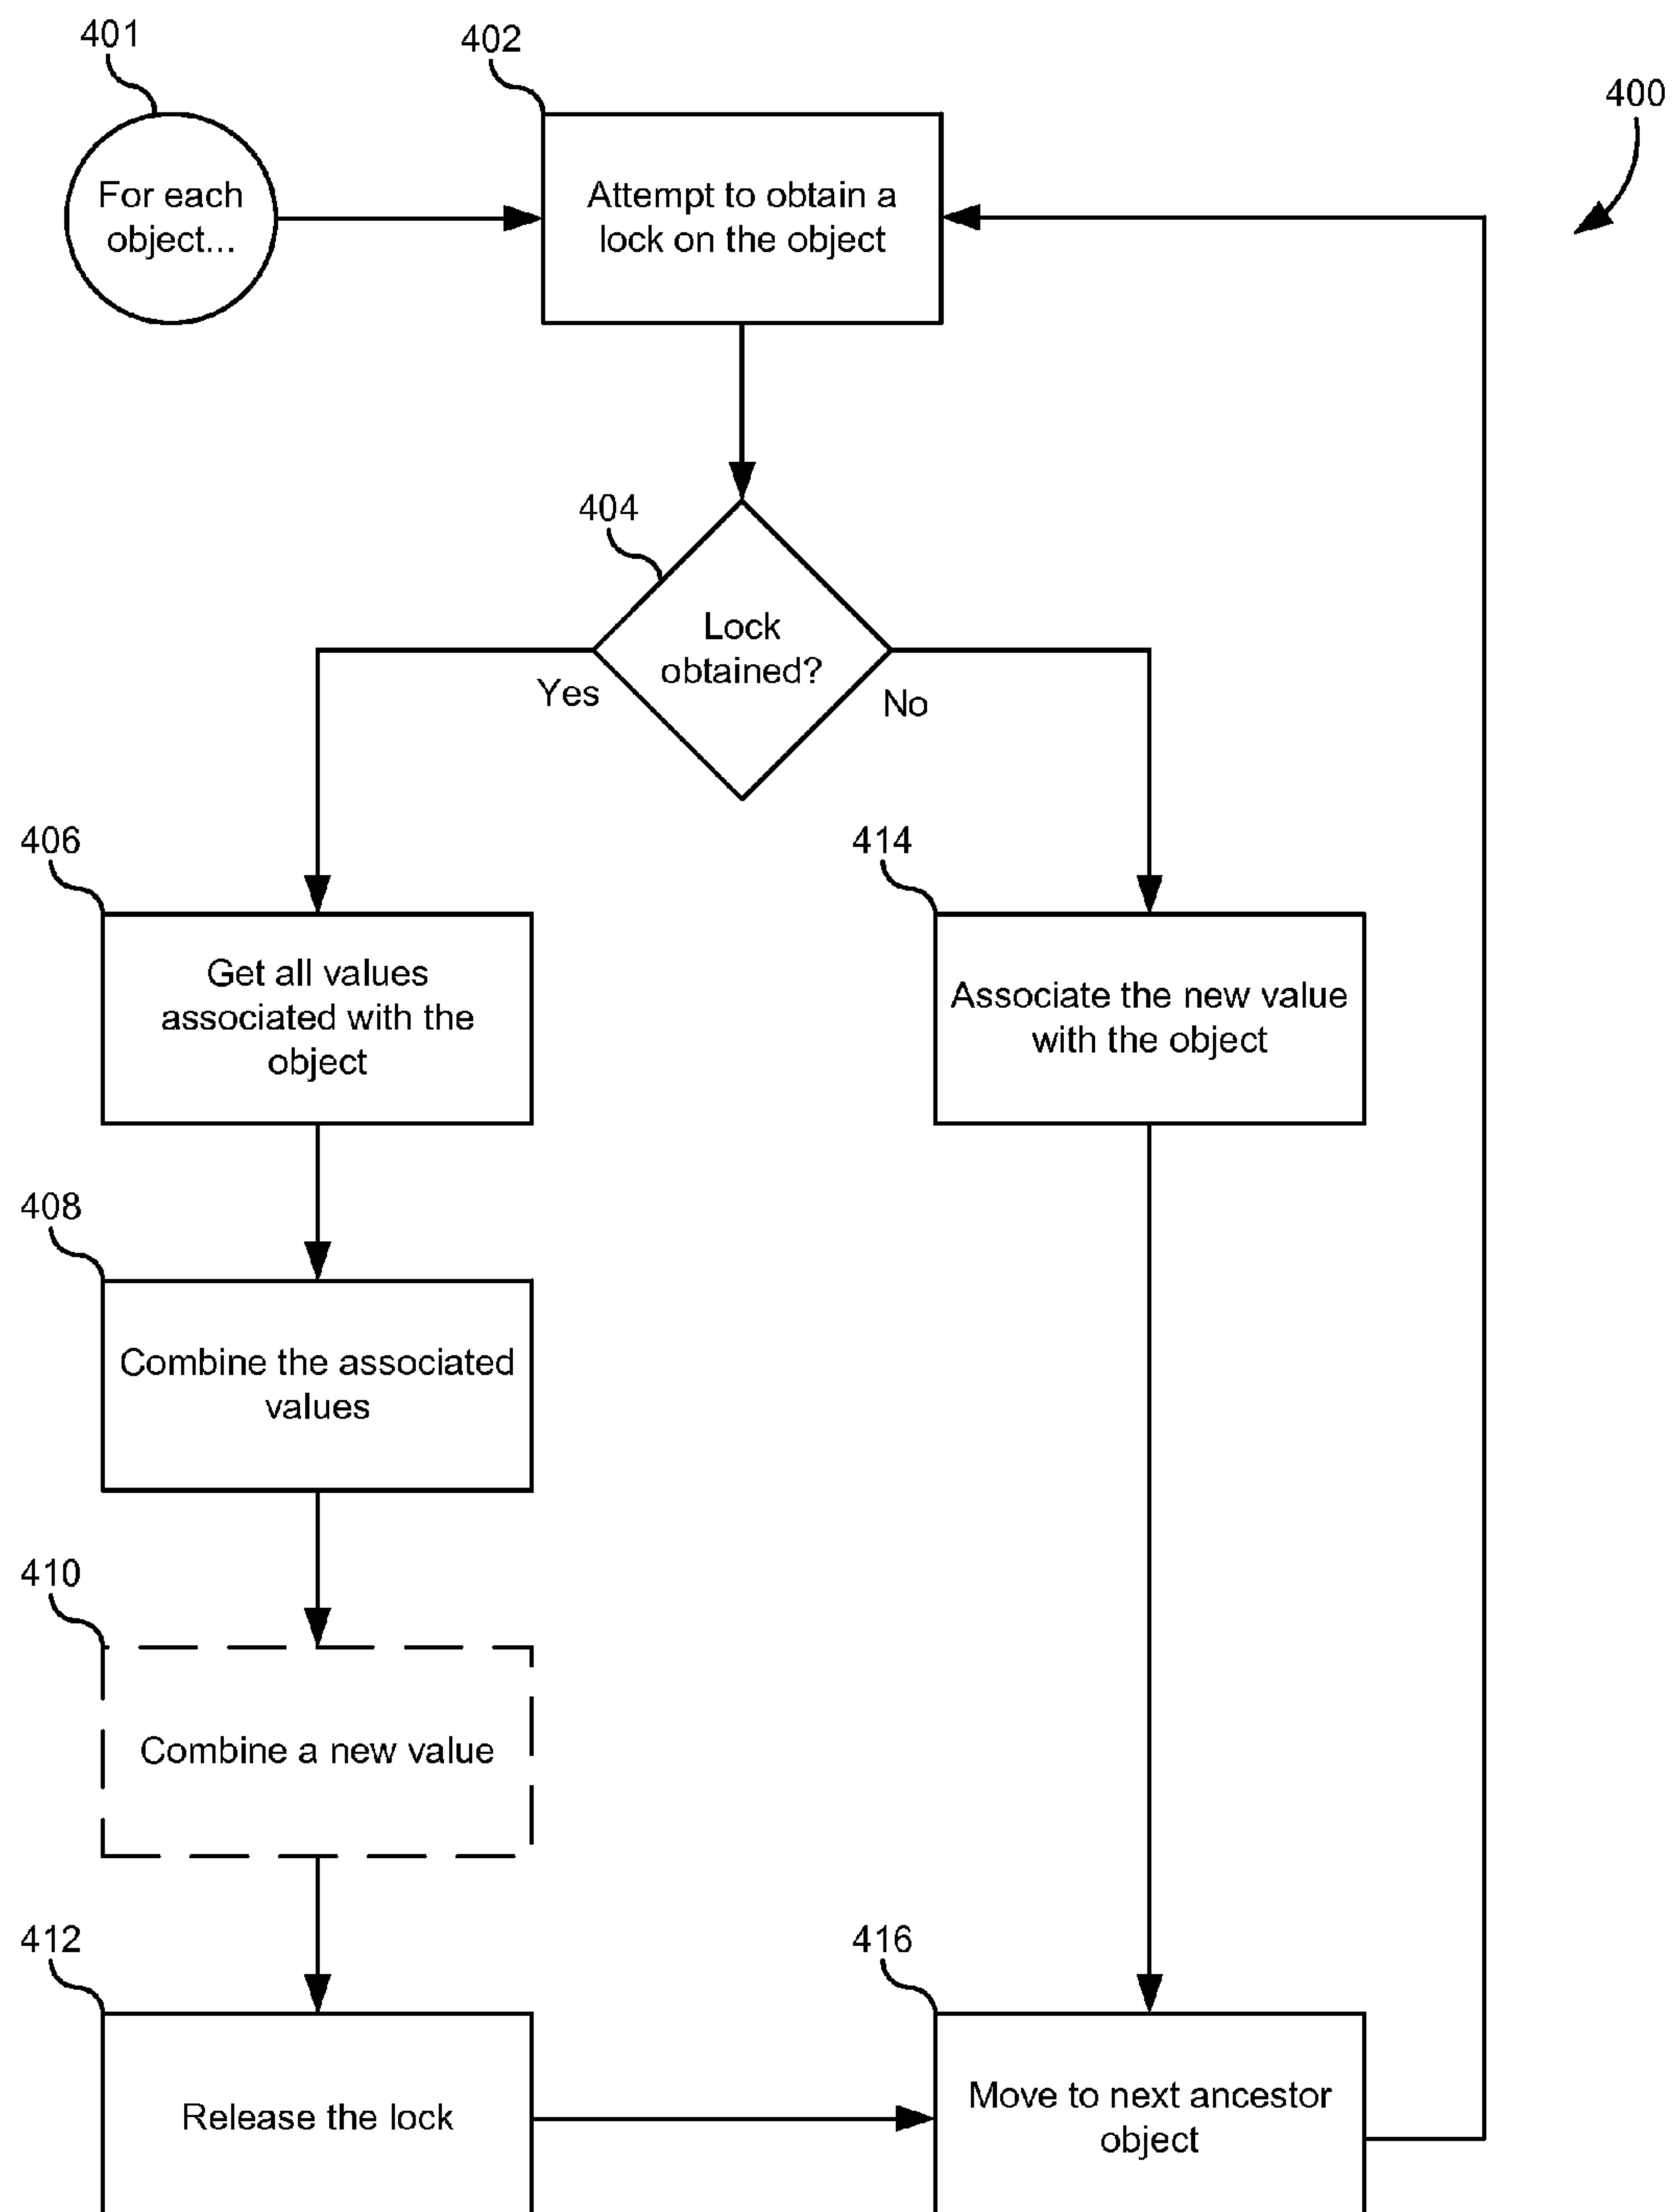 401
402
400
For each
object...
Attempt to obtain a
lock on the object
404
Lock
obtained?
Yes
No
406
414
Get all values
associated with the
object
Associate the new value
with the object
408
Combine the associated
values
410
Combine a new value
412
416
Release the lock
Move to next ancestor
object